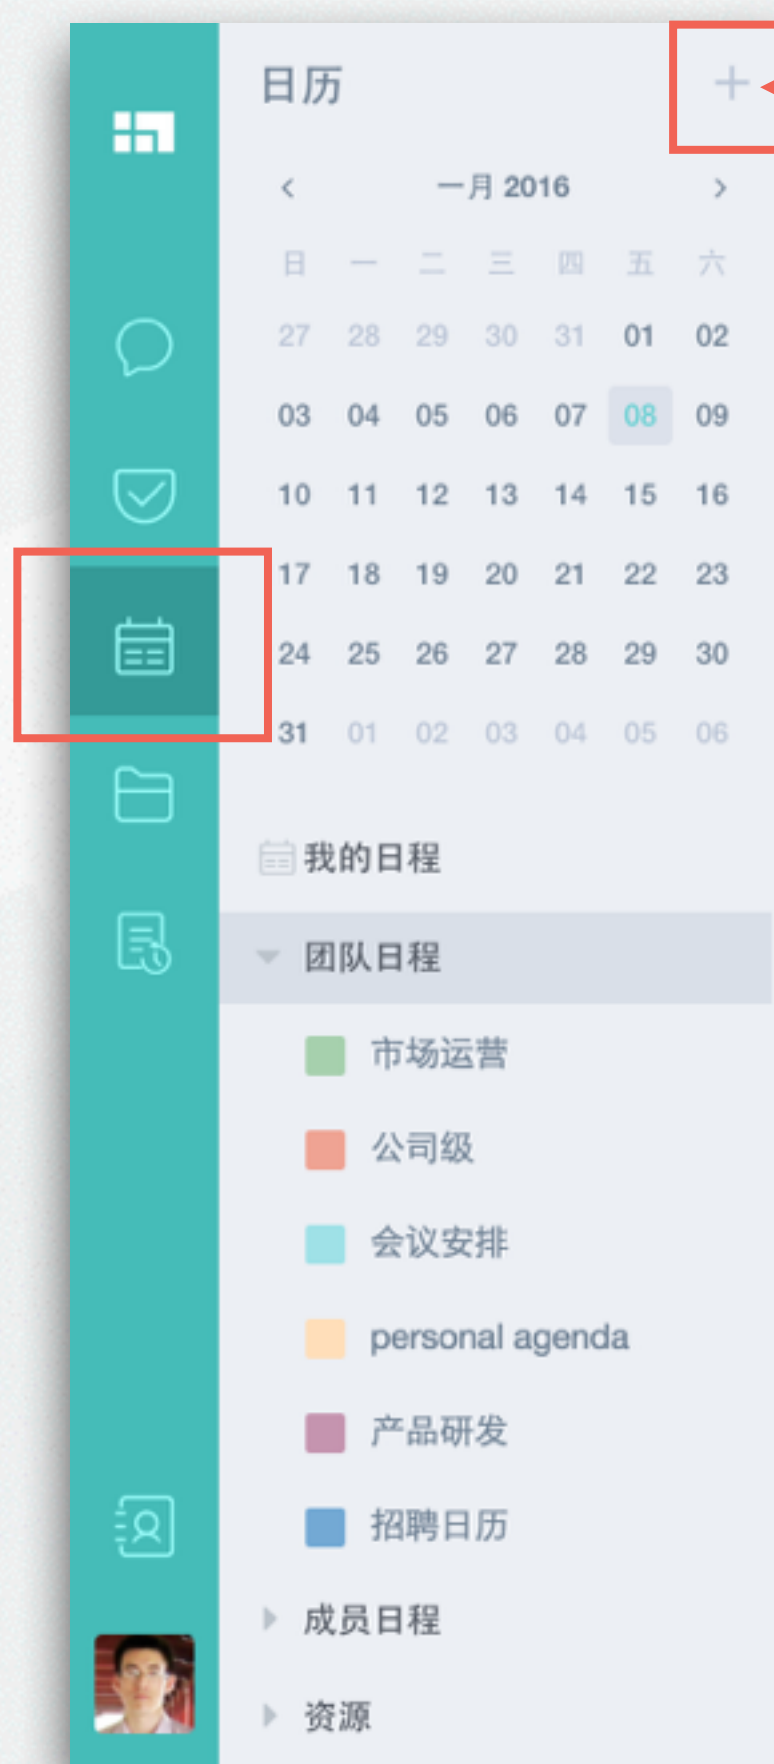 日历
一月 2016
日 一 二 三 四 五 六
27 28 29 30 31 01 02
03 04 05 06 07 08 09
10 11 12 13 14 15 16
17 18 19 20 21 22 23
24 25 26 27 28 29 30
31 01 02 03 04 05 06
我的日程
团队日程
市场运营
公司级
会议安排
personal agenda
产品研发
招聘日历
成员日程
资源